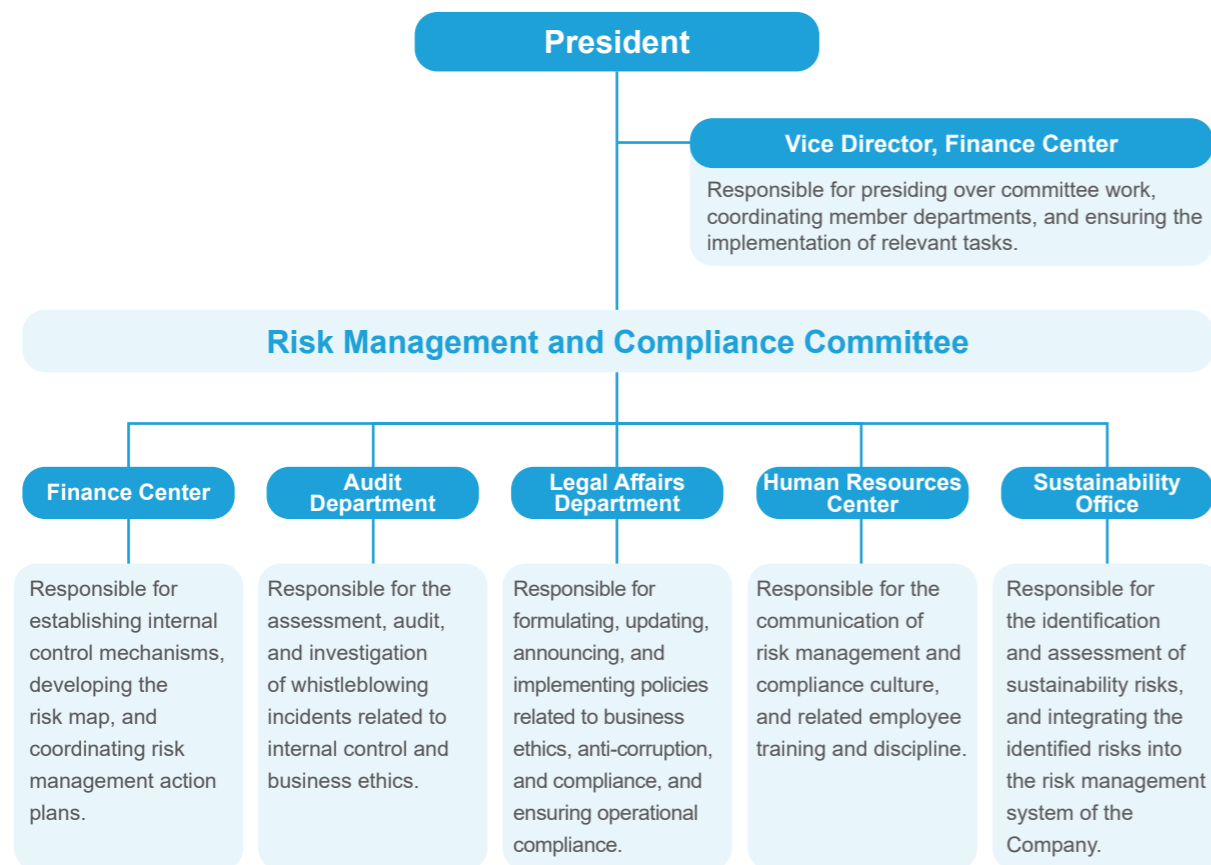 President
Vice Director, Finance Center
Responsible for presiding over committee work,
coordinating member departments, and ensuring the
implementation of relevant tasks.
Risk Management and Compliance Committee
Finance Center
Responsible for
establishing internal
control mechanisms,
developing the
risk map, and
coordinating risk
management action
plans.
Audit
Department
Responsible for the
assessment, audit,
and investigation
of whistleblowing
incidents related to
internal control and
business ethics.
Legal Affairs
Department
Responsible for
formulating, updating,
announcing, and
implementing policies
related to business
ethics, anti-corruption,
and compliance, and
ensuring operational
compliance.
Human Resources
Center
Responsible for the
communication of
risk management and
compliance culture,
and related employee
training and discipline.
Sustainability
Office
Responsible for
the identification
and assessment of
sustainability risks,
and integrating the
identified risks into
the risk management
system of the
Company.